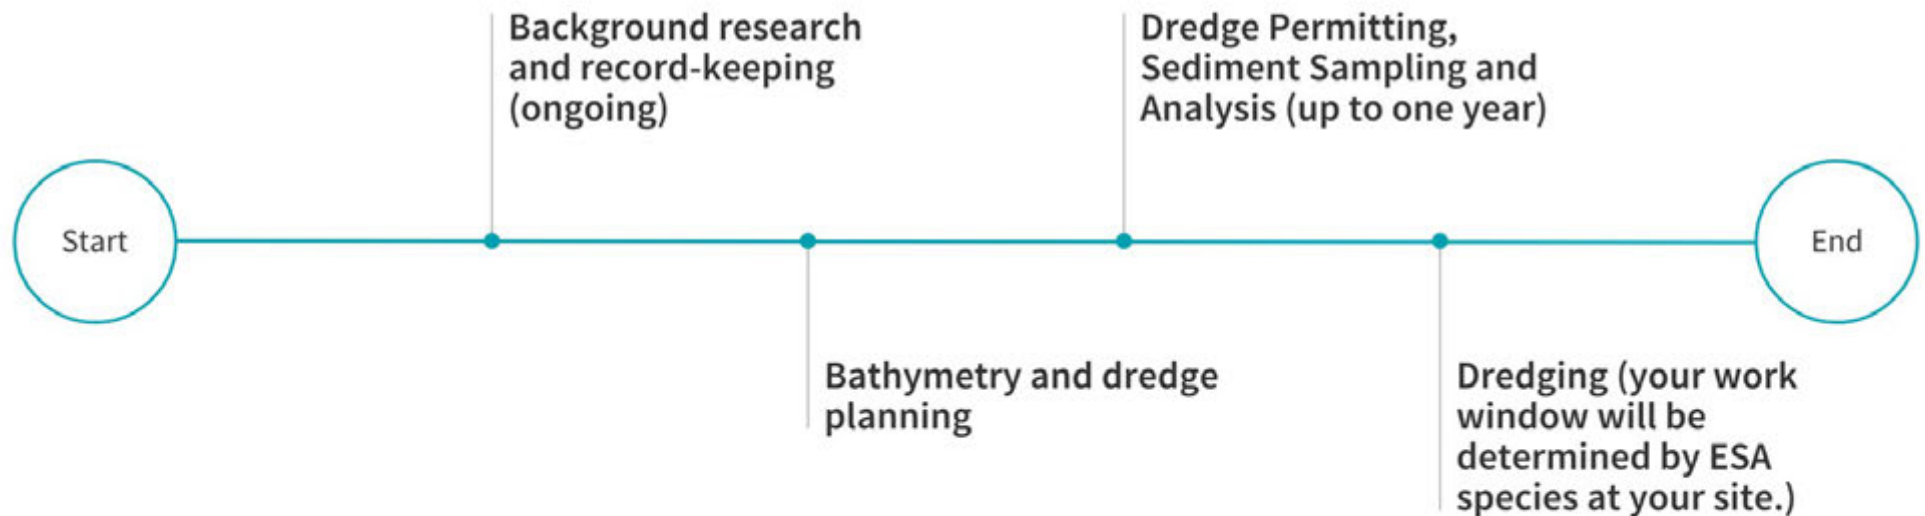 Start
Background research
and record-keeping
(ongoing)
Bathymetry and dredge
planning
Dredge Permitting,
Sediment Sampling and
Analysis (up to one year)
Dredging (your work
window will be
determined by ESA
species at your site.)
End